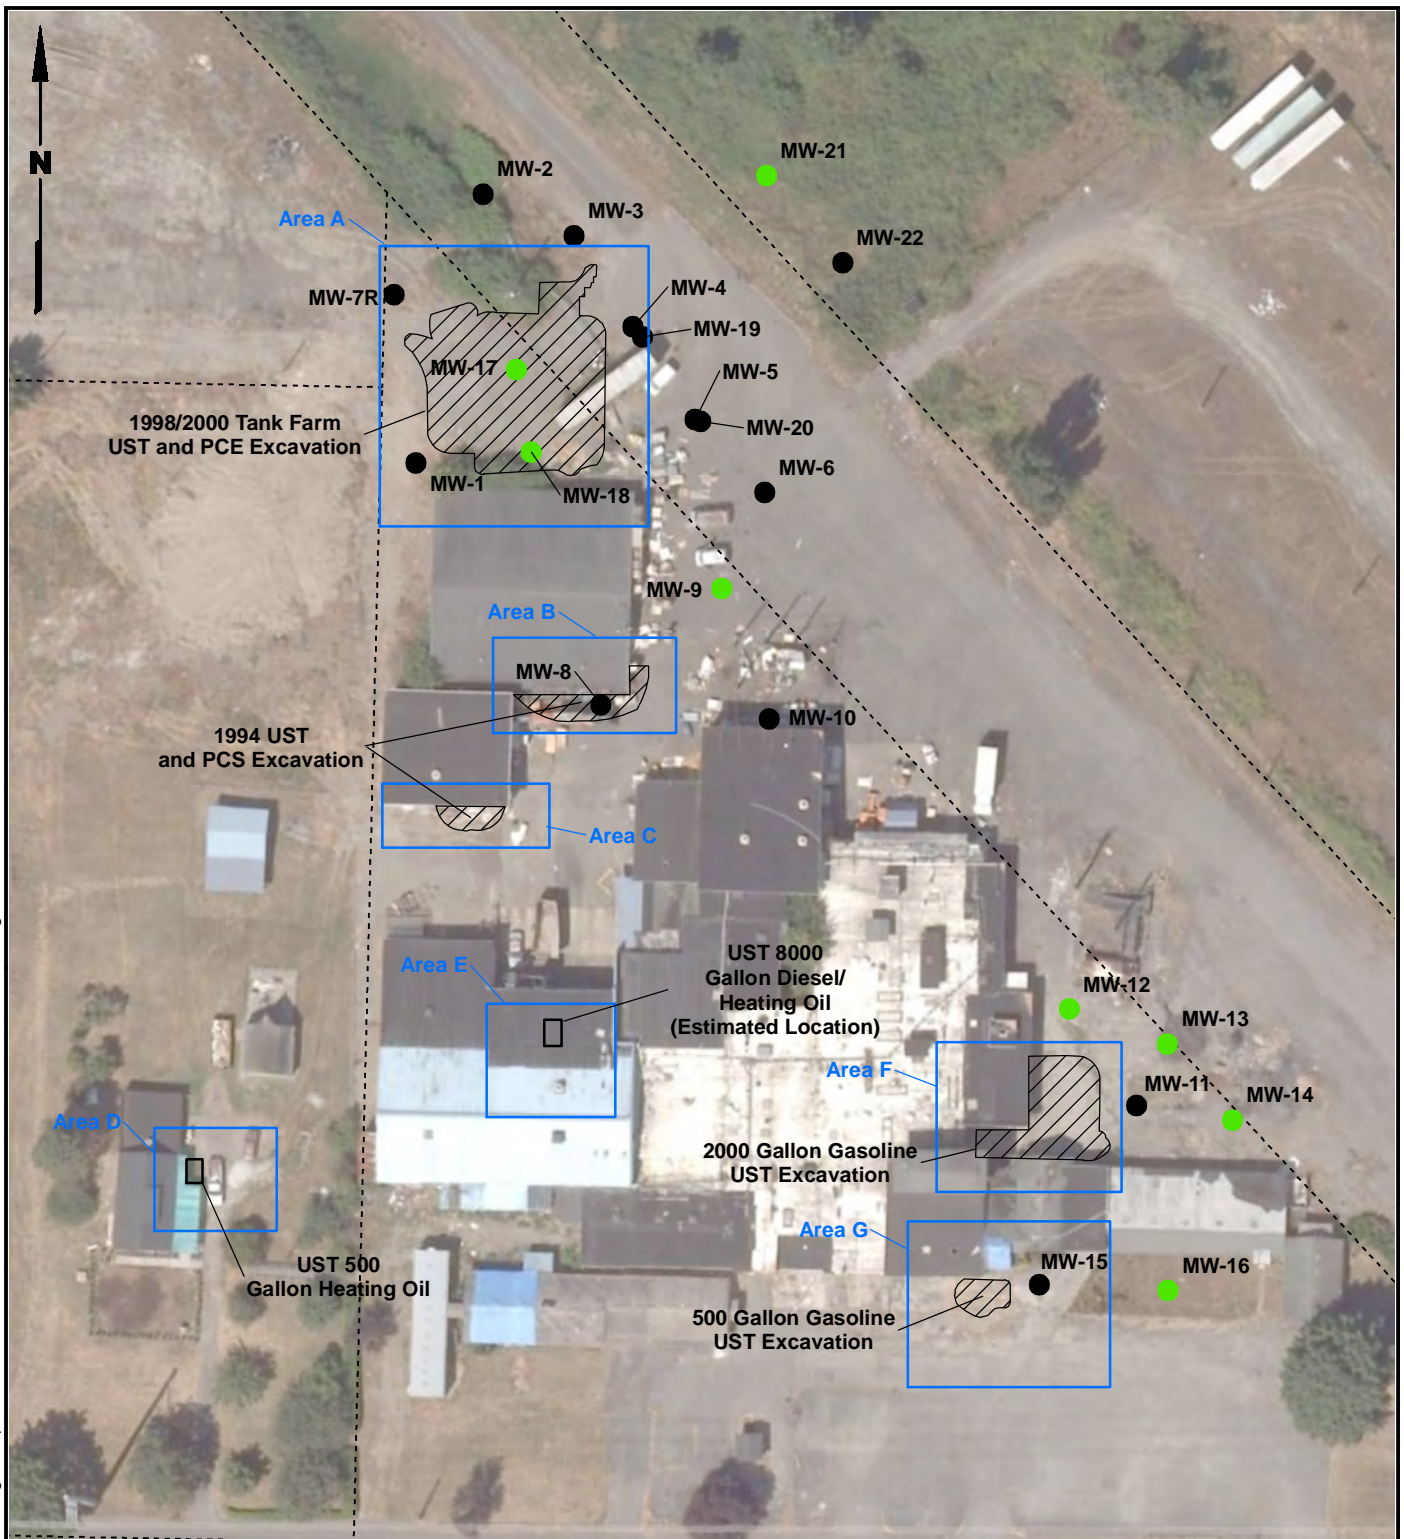 N
MW-21
MW-2
MW-3
Area A
MW-22
MW-7R
MW-4
MW-19
MW-17
MW-5
1998/2000 Tank Farm
UST and PCE Excavation
MW-20
MW-1
MW-18
MW-6
MW-9
Area B
MW-8
MW-10
1994 UST
and PCS Excavation
Area C
Area E
UST 8000
Gallon Diesel/
Heating Oil
(Estimated Location)
MW-12
MW-13
Area F
MW-11
MW-14
Area D
2000 Gallon Gasoline
UST Excavation
Area G
UST 500
Gallon Heating Oil
MW-15
MW-16
500 Gallon Gasoline
UST Excavation